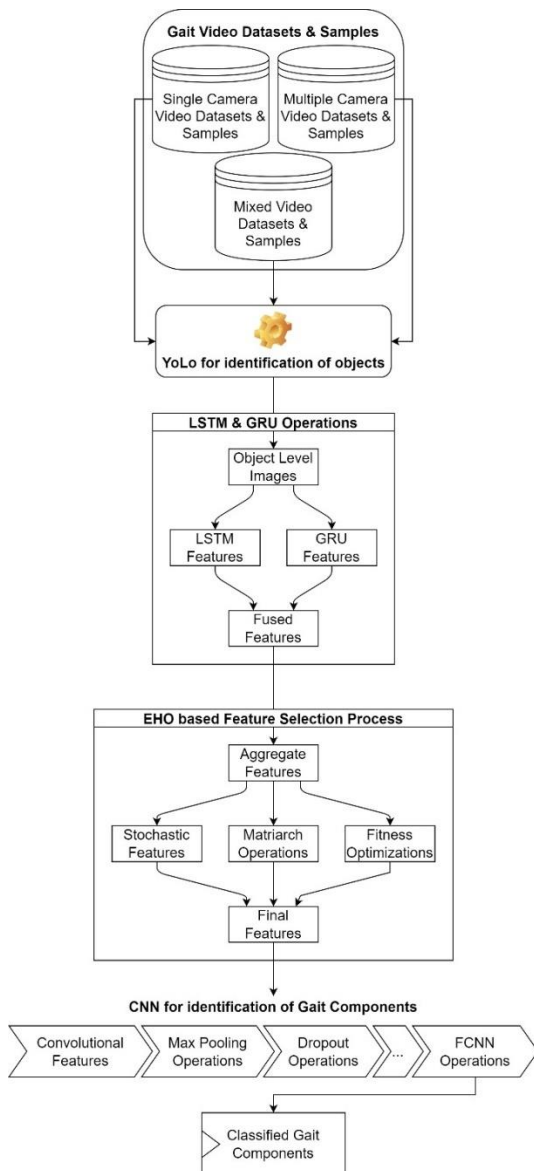 Gait Video Datasets & Samples
Single Camera
Video Datasets &
Samples
Multiple Camera
Video Datasets &
Samples
Mixed Video
Datasets &
Samples
YoLo for identification of objects
LSTM & GRU Operations
Object Level
Images
LSTM
Features
GRU
Features
Fused
Features
EHO based Feature Selection Process
Aggregate
Features
Stochastic
Features
Matriarch
Operations
Fitness
Optimizations
Final
Features
CNN for identification of Gait Components
Convolutional
Features
Max Pooling
Operations
Dropout
Operations
...
FCNN
Operations
Classified Gait
Components